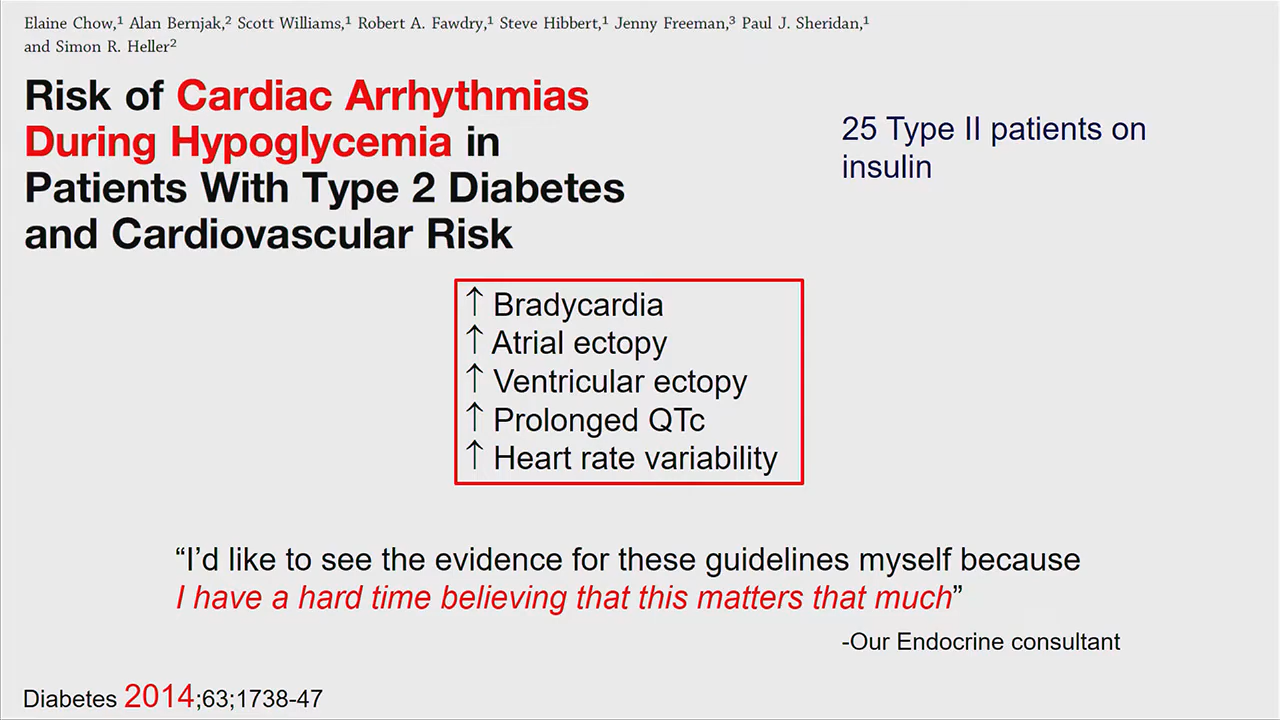 Elaine Chow,¹ Alan Bernjak,² Scott Williams,¹ Robert A. Fawdry,¹ Steve Hibbert,¹ Jenny Freeman,³ Paul J. Sheridan,¹
and Simon R. Heller²
Risk of Cardiac Arrhythmias
During Hypoglycemia in
Patients With Type 2 Diabetes
and Cardiovascular Risk
25 Type II patients on
insulin
↑ Bradycardia
↑ Atrial ectopy
↑ Ventricular ectopy
↑ Prolonged QTc
↑ Heart rate variability
“I’d like to see the evidence for these guidelines myself because
I have a hard time believing that this matters that much”
-Our Endocrine consultant
Diabetes 2014;63;1738-47